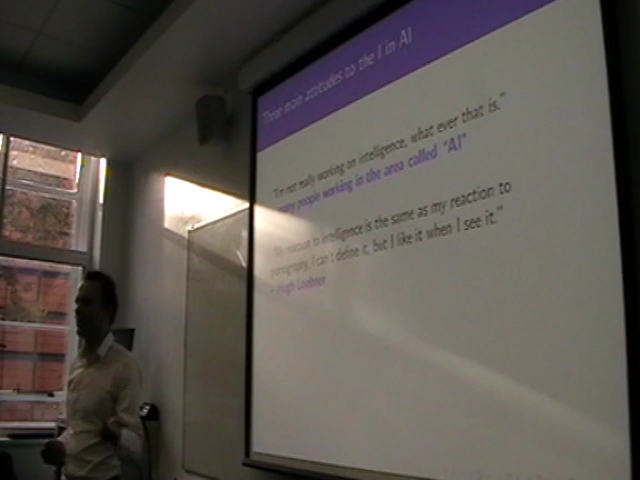 Three main attitudes to the I in AI
"I'm not really working on intelligence, what ever that is."
people working in the area called "AI"
"My reaction to intelligence is the same as my reaction to
pornography, I can't define it, but I like it when I see it."
– Hugh Loebner